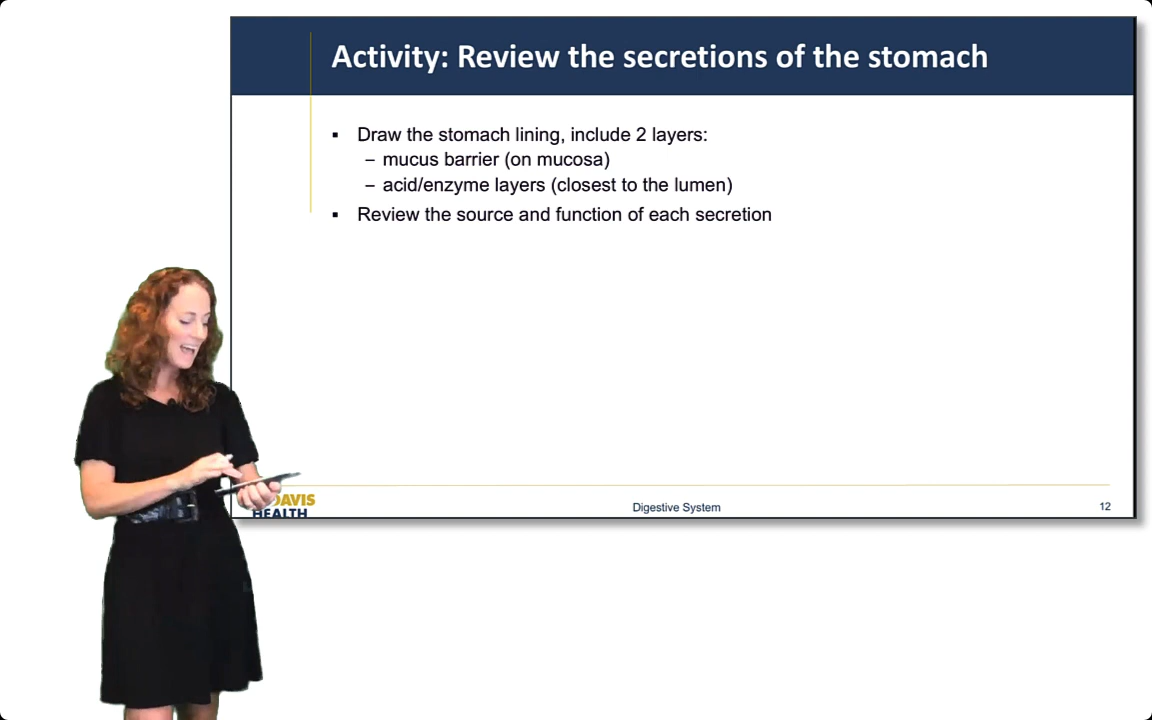 Activity: Review the secretions of the stomach
▪ Draw the stomach lining, include 2 layers:
– mucus barrier (on mucosa)
– acid/enzyme layers (closest to the lumen)
▪ Review the source and function of each secretion
DAVIS
HEALTH
Digestive System
12